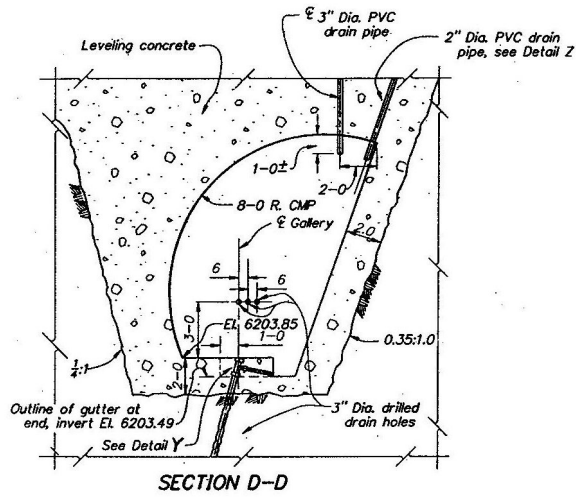 ℄ 3" Dia. PVC
drain pipe
2" Dia. PVC drain
pipe, see Detail Z
Leveling concrete
1-0±
2-0
8-0 R. CMP
℄ Gallery
2.0
6
6
3-0
El. 6203.85
1-0
0.35:1.0
1/4:1
2-0
Outline of gutter at
end, invert El. 6203.49
3" Dia. drilled
drain holes
See Detail Y
SECTION D-D